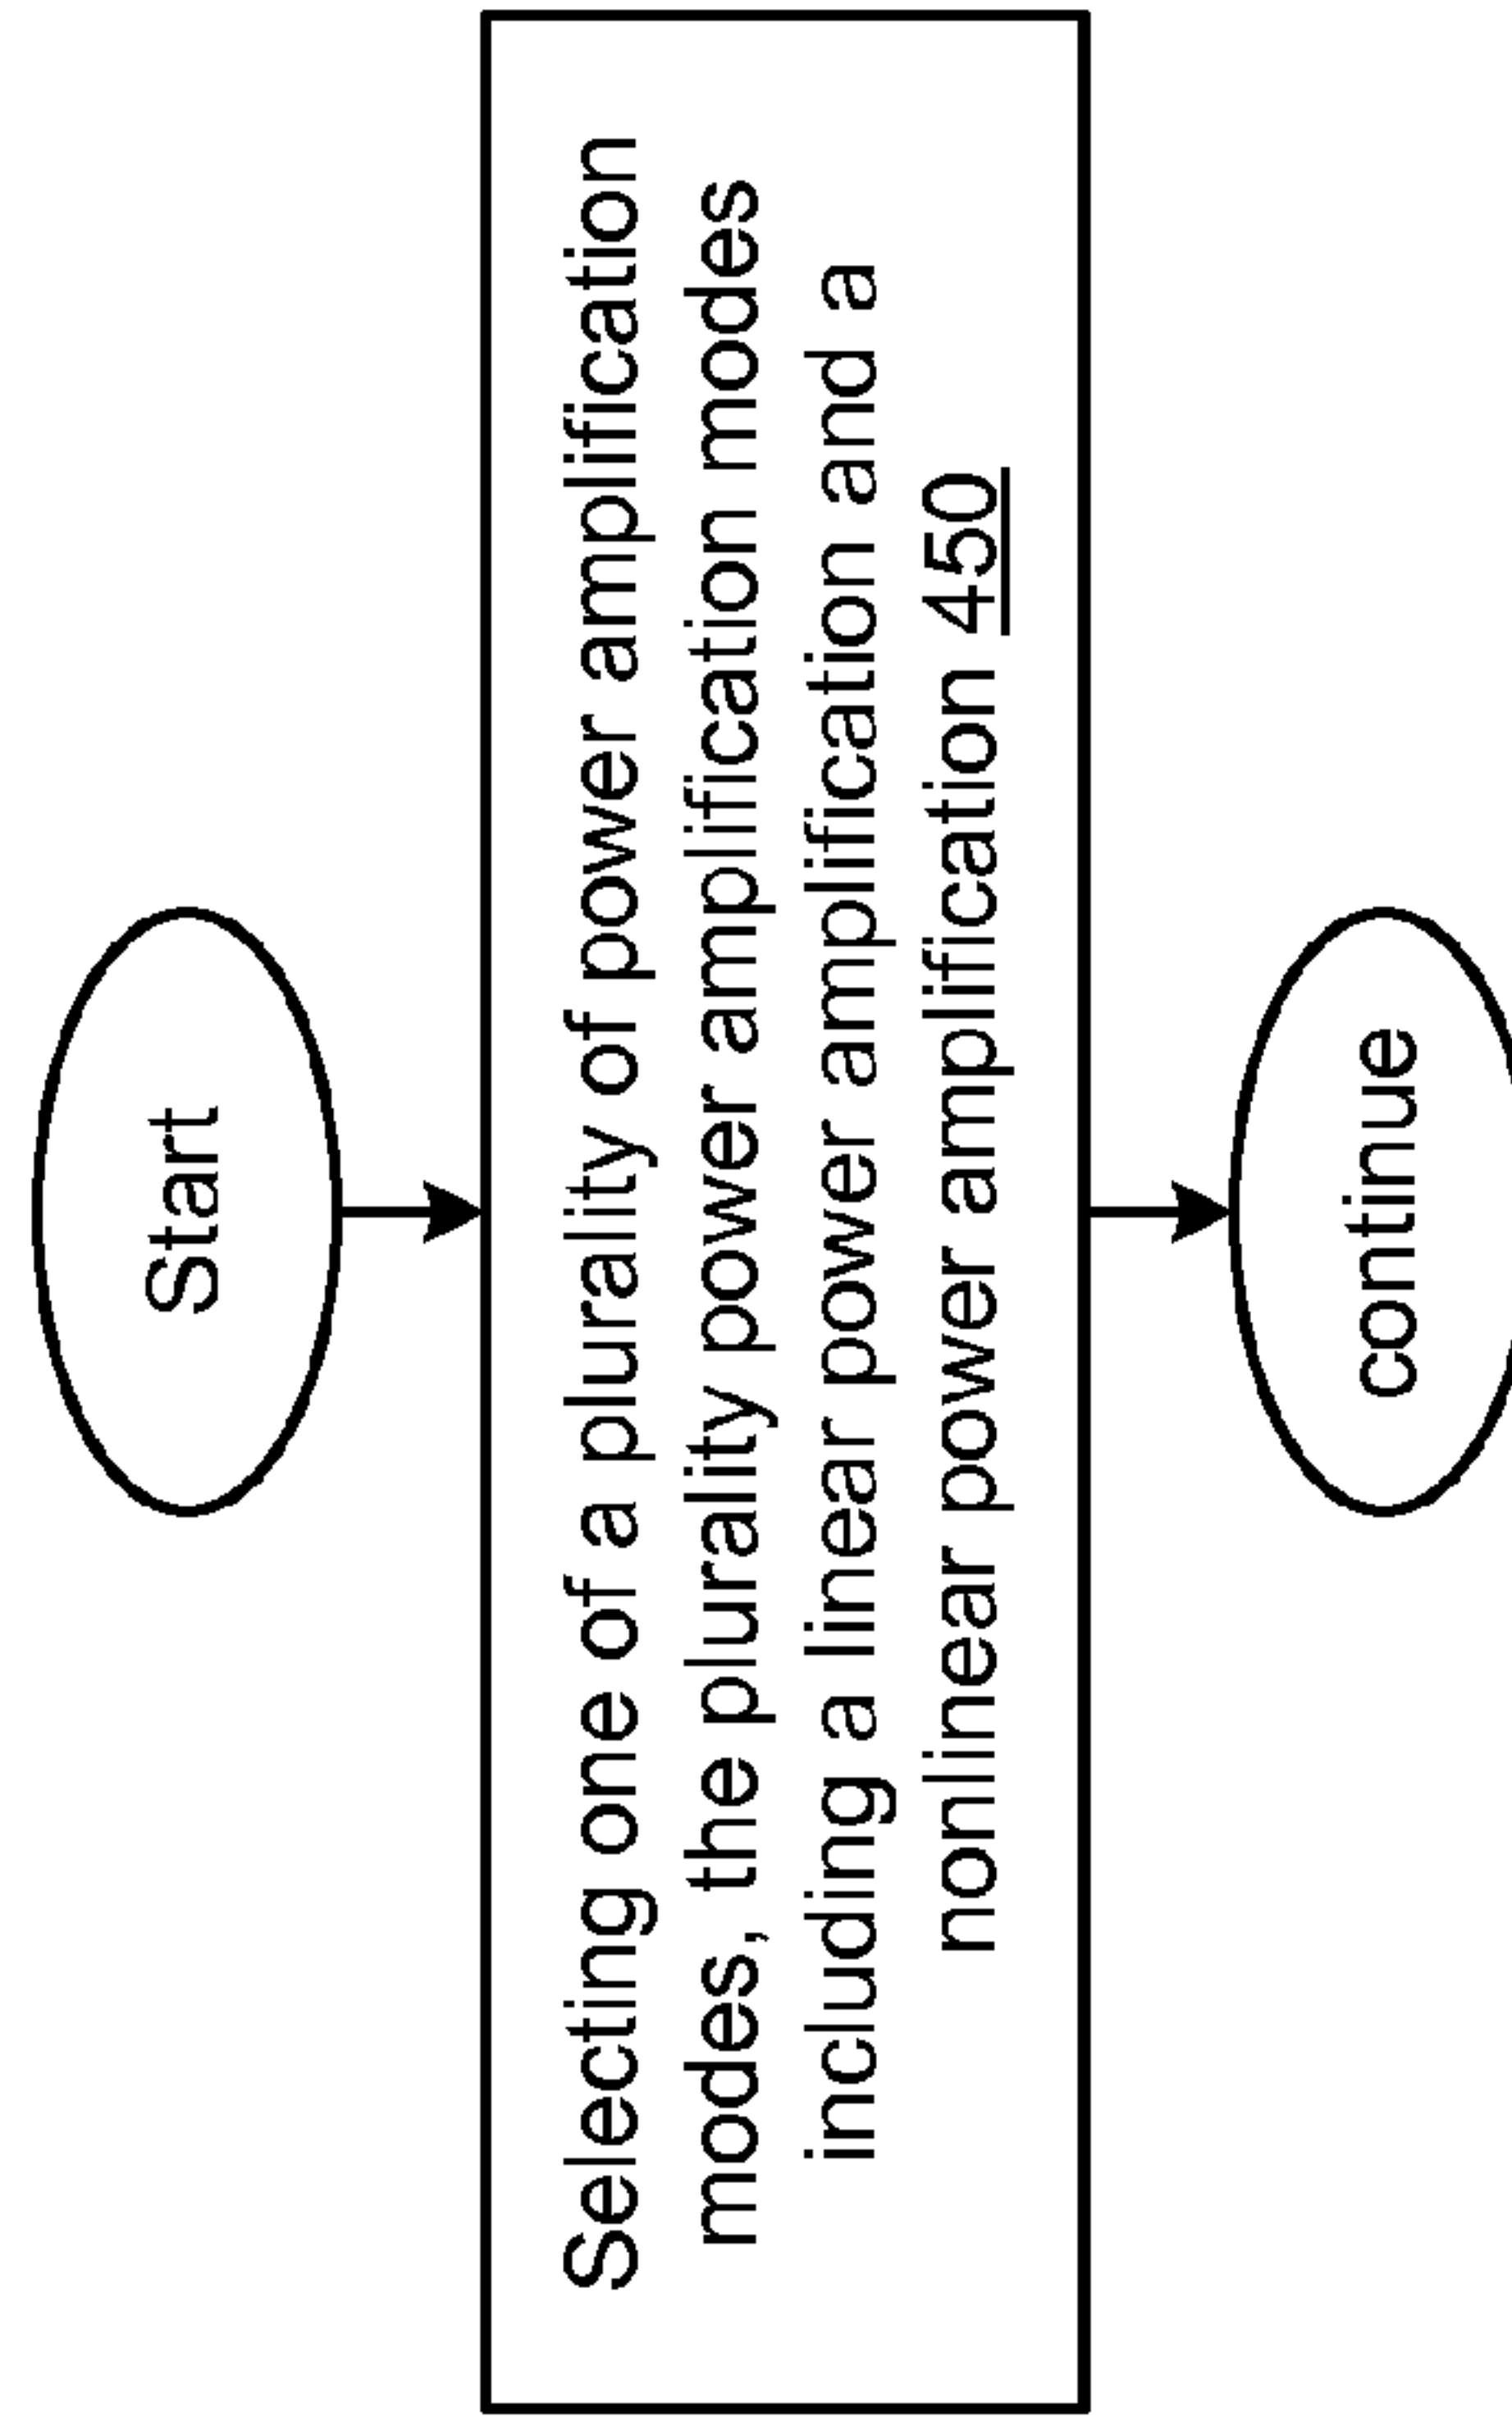 Start
Selecting one of a plurality of power amplification
modes, the plurality power amplification modes
including a linear power amplification and a
nonlinear power amplification 450
continue